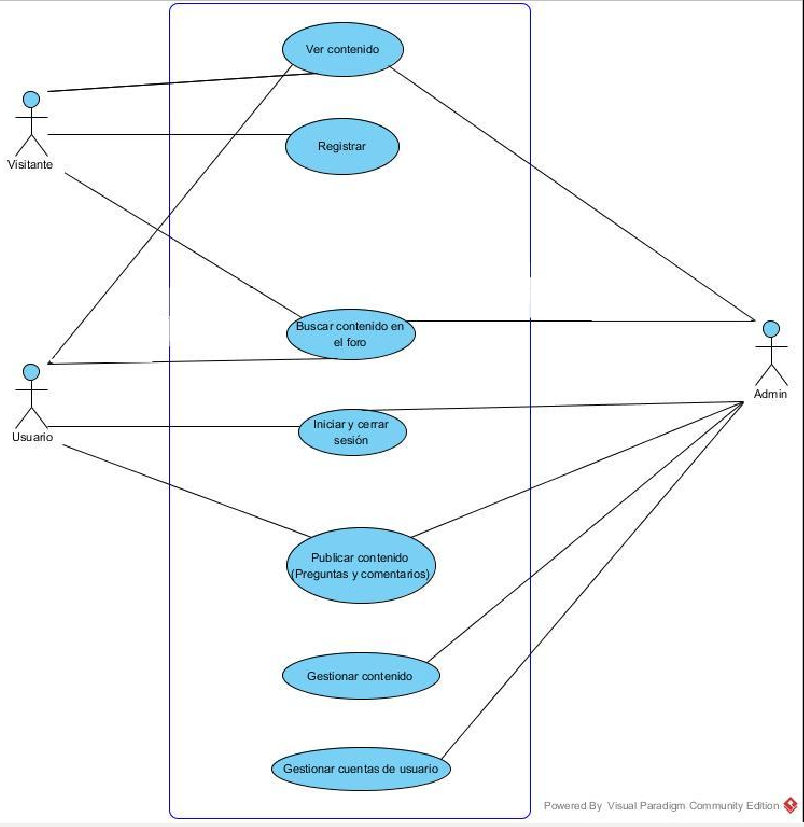 Ver contenido
Registrar
Visitante
Buscar contenido en
el foro
Admin
Iniciar y cerrar
sesión
Usuario
Publicar contenido
(Preguntas y comentarios)
Gestionar contenido
Gestionar cuentas de usuario
Powered By Visual Paradigm Community Edition